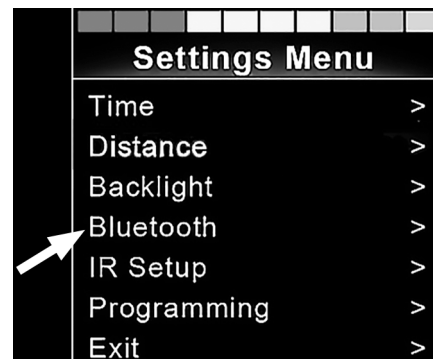 Settings Menu
Time >
Distance >
Backlight >
Bluetooth >
IR Setup >
Programming >
Exit >